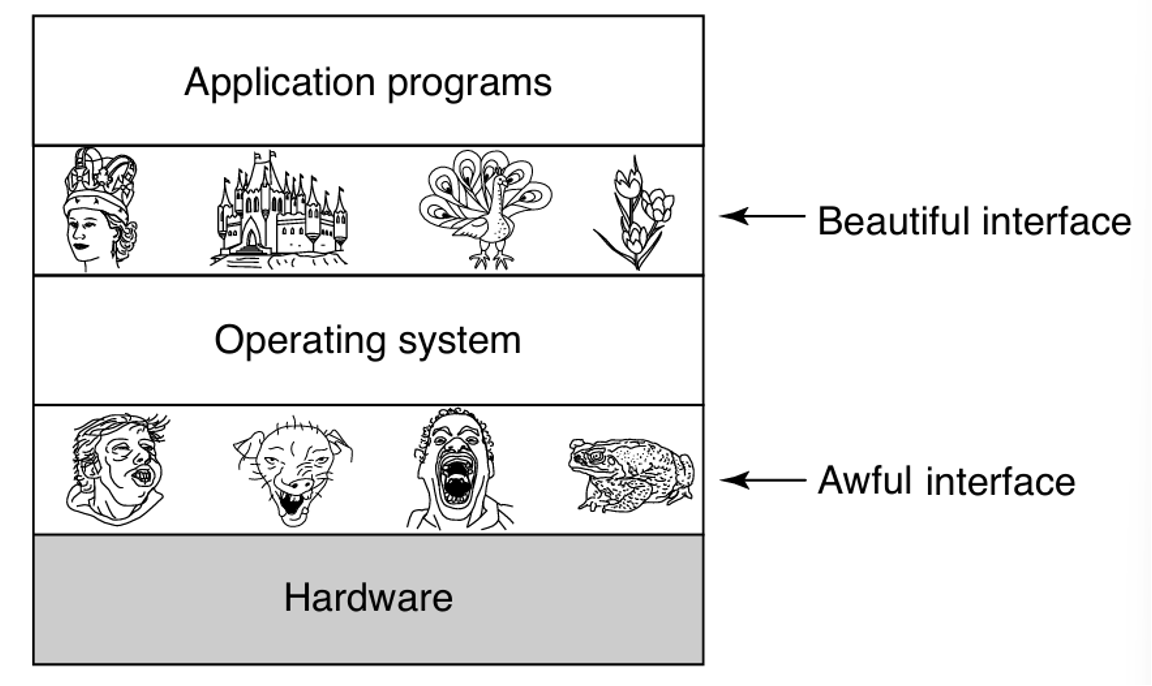 Application programs
Beautiful interface
Operating system
Awful interface
Hardware